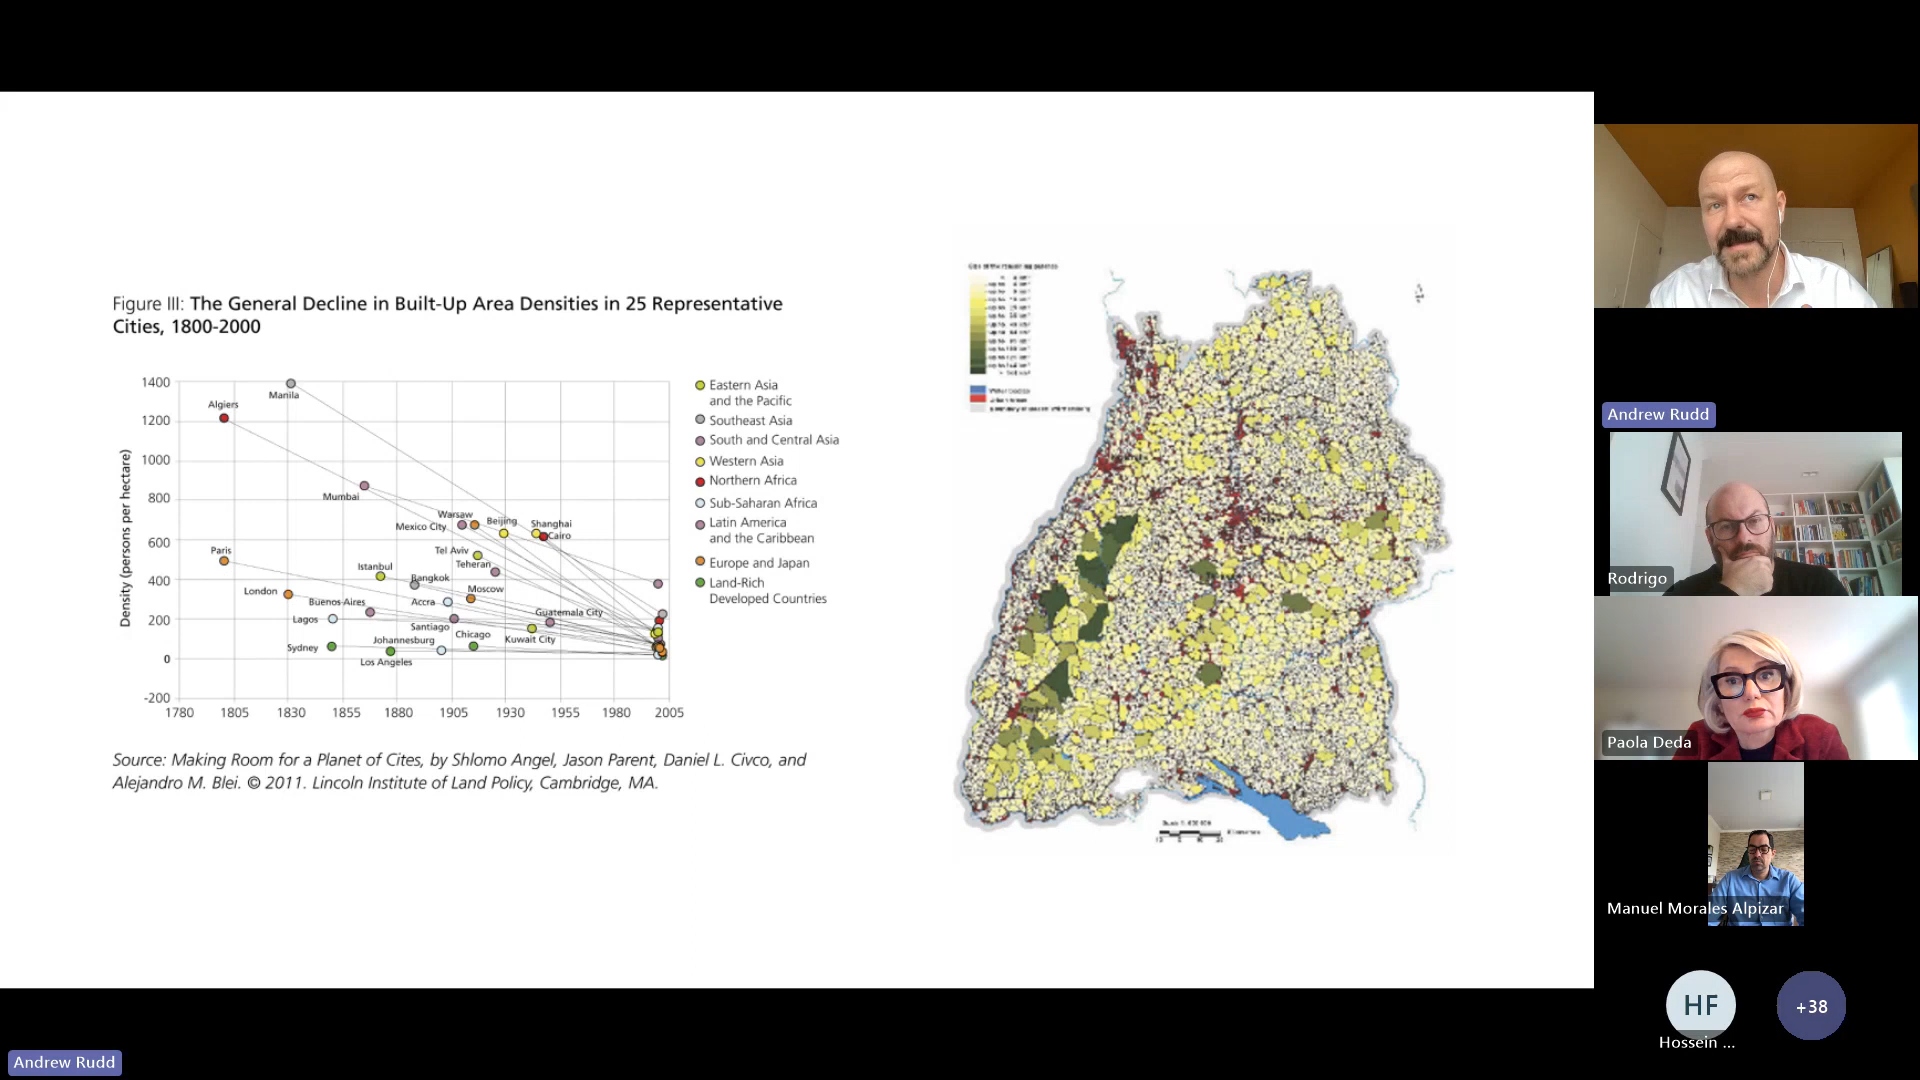 Figure III: The General Decline in Built-Up Area Densities in 25 Representative
Cities, 1800-2000
Density (persons per hectare)
1400
1200
1000
800
600
400
200
0
-200
1780
1805
1830
1855
1880
1905
1930
1955
1980
2005
Manila
Algiers
Mumbai
Warsaw
Mexico City
Beijing
Shanghai
Cairo
Paris
Tel Aviv
Teheran
Istanbul
Bangkok
London
Moscow
Buenos Aires
Accra
Guatemala City
Lagos
Santiago
Sydney
Johannesburg
Chicago
Kuwait City
Los Angeles
Eastern Asia
and the Pacific
Southeast Asia
South and Central Asia
Western Asia
Northern Africa
Sub-Saharan Africa
Latin America
and the Caribbean
Europe and Japan
Land-Rich
Developed Countries
Source: Making Room for a Planet of Cites, by Shlomo Angel, Jason Parent, Daniel L. Civco, and
Alejandro M. Blei. © 2011. Lincoln Institute of Land Policy, Cambridge, MA.
Andrew Rudd
Rodrigo
Paola Deda
Manuel Morales Alpizar
HF
Hossein ...
+38
Andrew Rudd